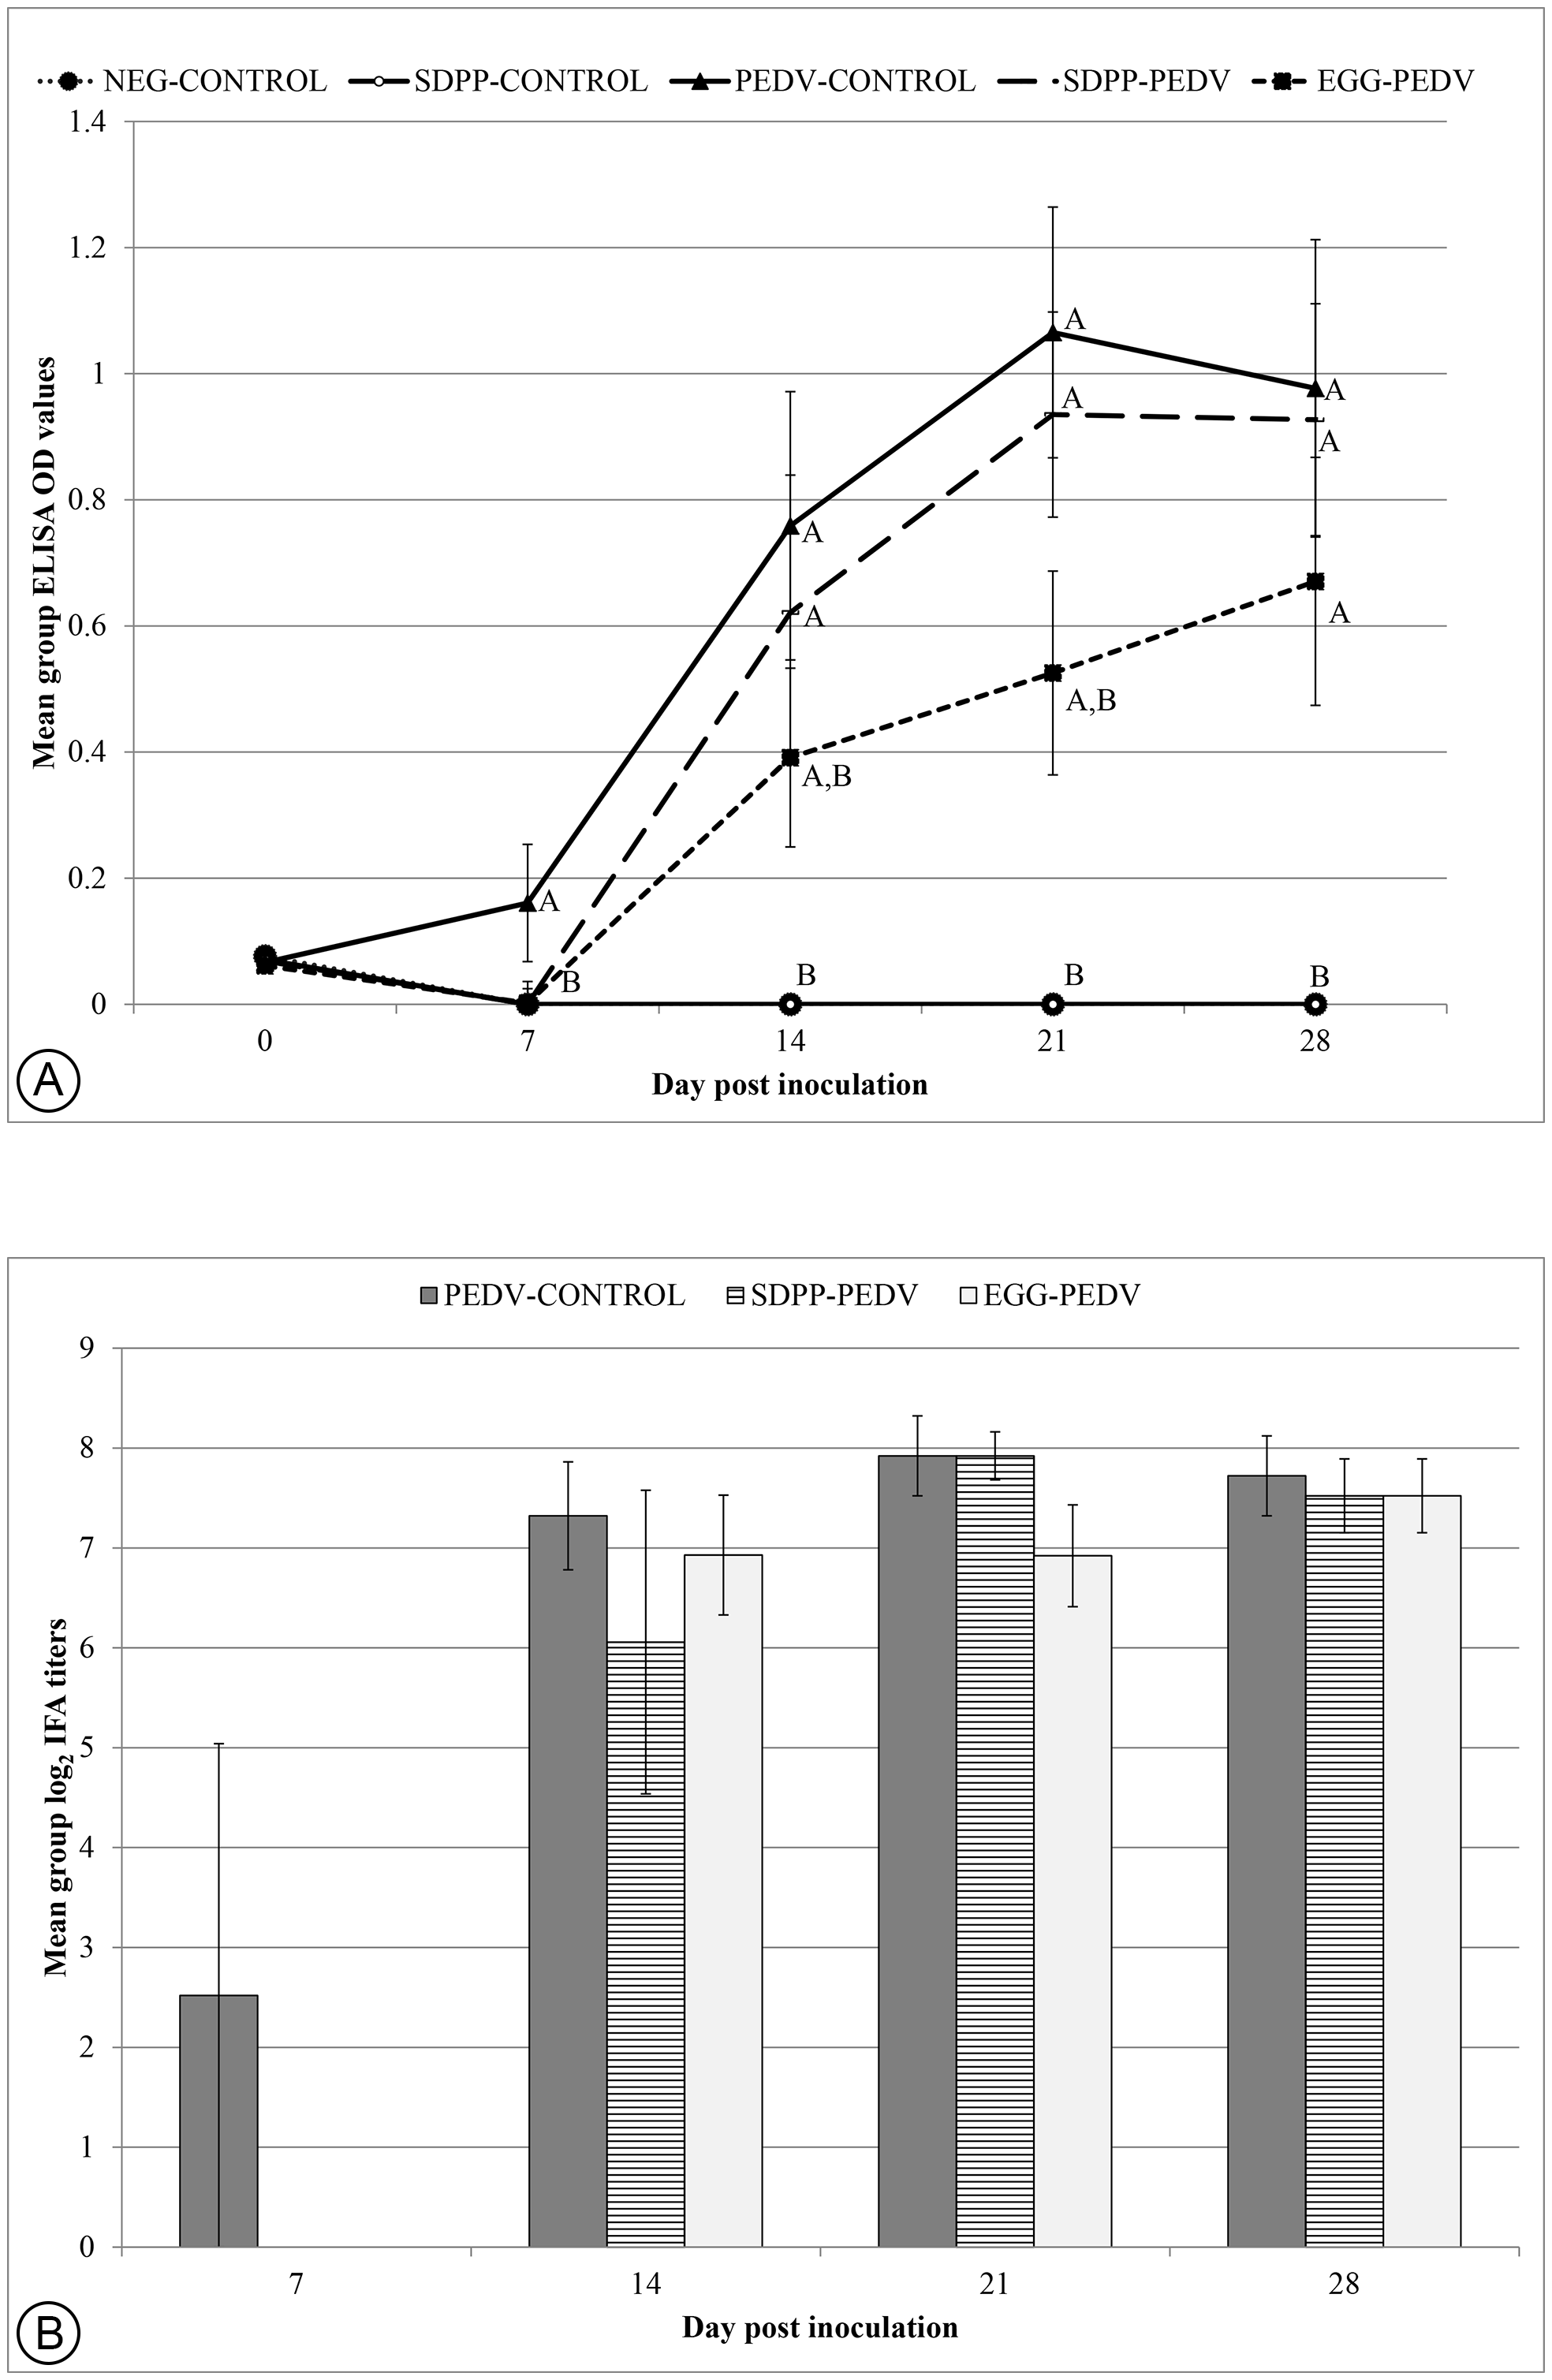 NEG-CONTROL SDPP-CONTROL PEDV-CONTROL SDPP-PEDV EGG-PEDV
1.4
1.2
1
0.8
0.6
0.4
0.2
0
Mean group ELISA OD values
A
A
A
A
A
A
A,B
A
A,B
A
B
B
B
B
0 7 14 21 28
Day post inoculation
A
PEDV-CONTROL SDPP-PEDV EGG-PEDV
9
8
7
6
5
4
3
2
1
0
Mean group log₂ IFA titers
7 14 21 28
Day post inoculation
B